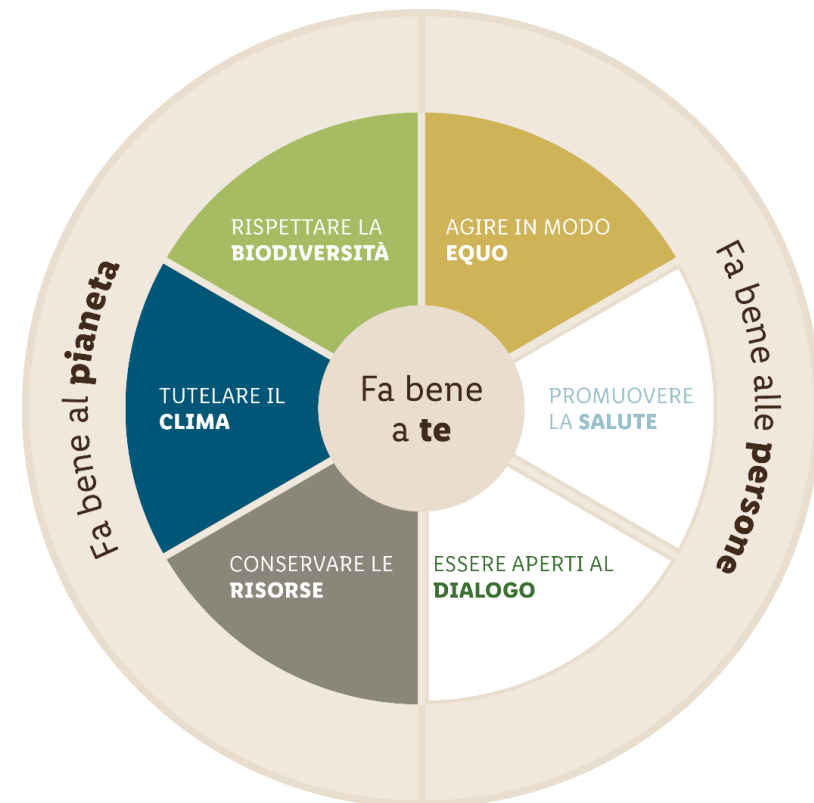 RISPETTARE LA
BIODIVERSITÀ
AGIRE IN MODO
EQUO
Fa bene al pianeta
TUTELARE IL
CLIMA
Fa bene
a te
PROMUOVERE
LA SALUTE
Fa bene alle persone
CONSERVARE LE
RISORSE
ESSERE APERTI AL
DIALOGO